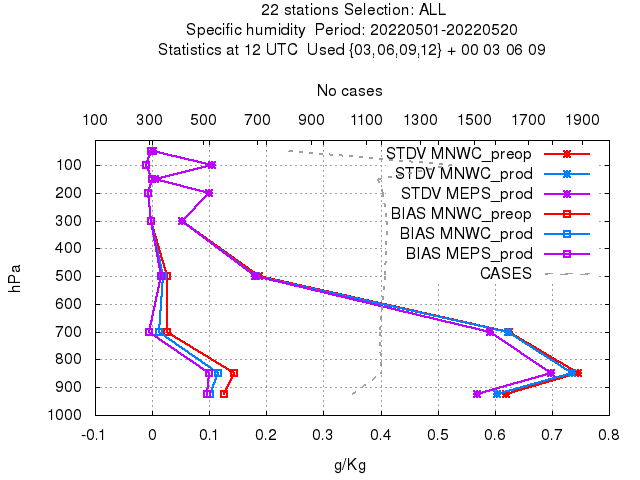 22 stations Selection: ALL
Specific humidity  Period: 20220501-20220520
Statistics at 12 UTC  Used {03,06,09,12} + 00 03 06 09
No cases
100 300 500 700 900 1100 1300 1500 1700 1900
STDV MNWC_preop
100
STDV MNWC_prod
200
STDV MEPS_prod
300
BIAS MNWC_preop
400
BIAS MNWC_prod
BIAS MEPS_prod
500
CASES
600
700
800
900
1000
hPa
-0.1 0 0.1 0.2 0.3 0.4 0.5 0.6 0.7 0.8
g/Kg